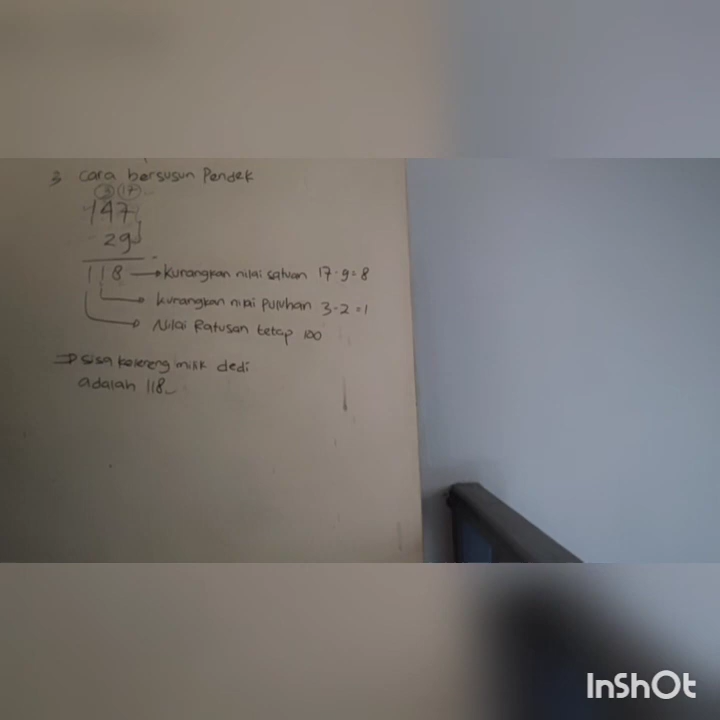 3 Cara bersusun Pendek
3 17
147
29
118 → kurangkan nilai satuan 17-9=8
kurangkan nilai puluhan 3-2=1
Nilai Ratusan tetap 100
⇒ sisa kelereng milik dedi
adalah 118
InShOt